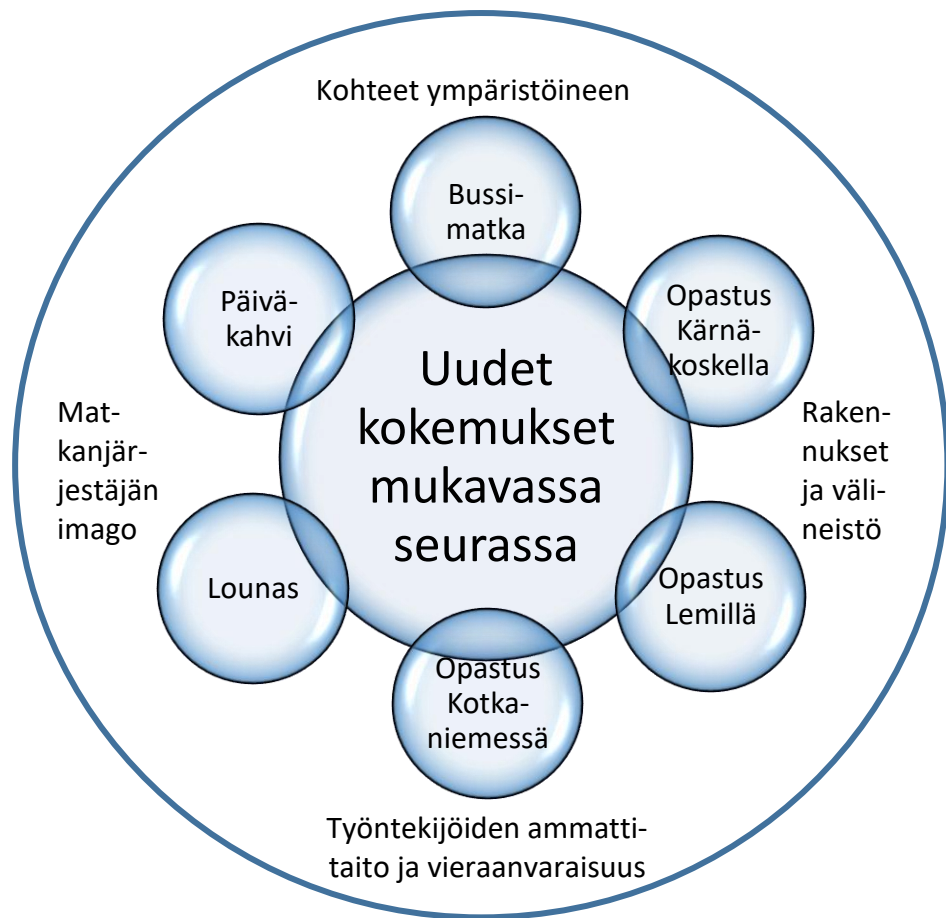 Kohteet ympäristöineen
Bussi-
matka
Päivä-
kahvi
Opastus
Kärnä-
koskella
Uudet
kokemukset
mukavassa
seurassa
Mat-
kanjär-
jestäjän
imago
Raken-
nukset
ja väli-
neistö
Lounas
Opastus
Lemillä
Opastus
Kotka-
niemessä
Työntekijöiden ammatti-
taito ja vieraanvaraisuus